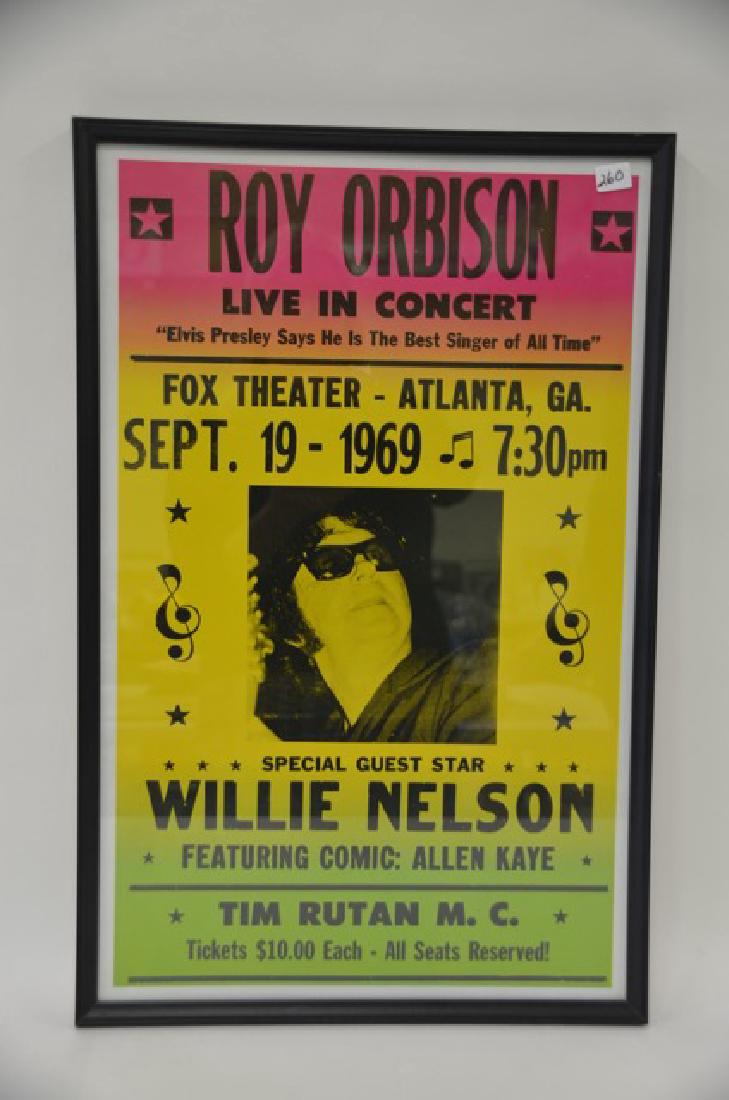 260
ROY ORBISON
LIVE IN CONCERT
"Elvis Presley Says He Is The Best Singer of All Time"
FOX THEATER - ATLANTA, GA.
SEPT. 19 - 1969 ♫ 7:30pm
SPECIAL GUEST STAR
WILLIE NELSON
FEATURING COMIC: ALLEN KAYE
TIM RUTAN M. C.
Tickets $10.00 Each - All Seats Reserved!